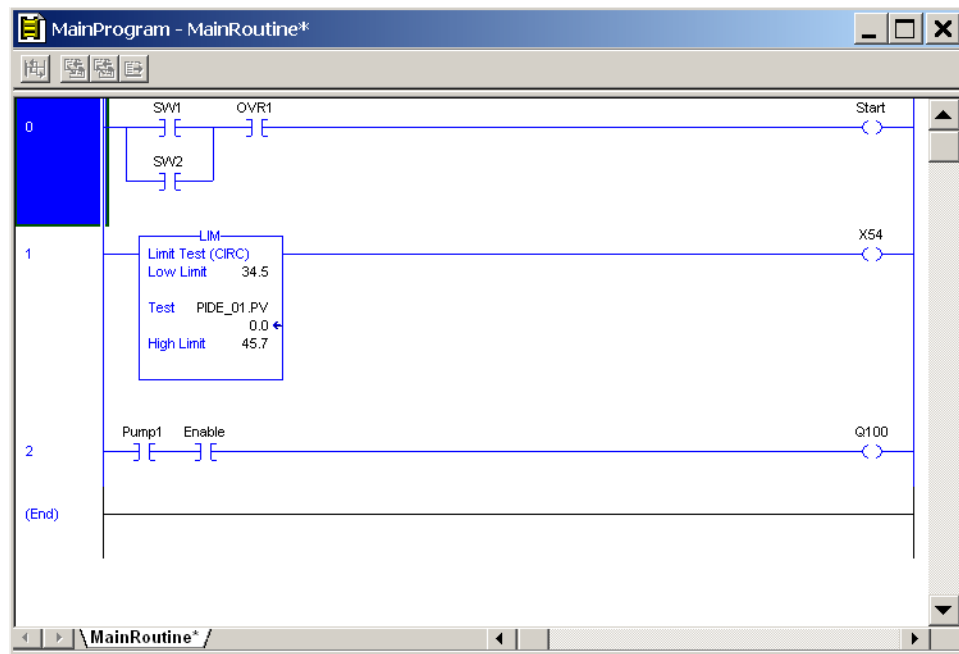 MainProgram - MainRoutine*
SW1 OVR1 Start
0
SW2
LIM
1 Limit Test (CIRC) X54
Low Limit 34.5
Test PIDE_01.PV
0.0
High Limit 45.7
Pump1 Enable Q100
2
(End)
MainRoutine*